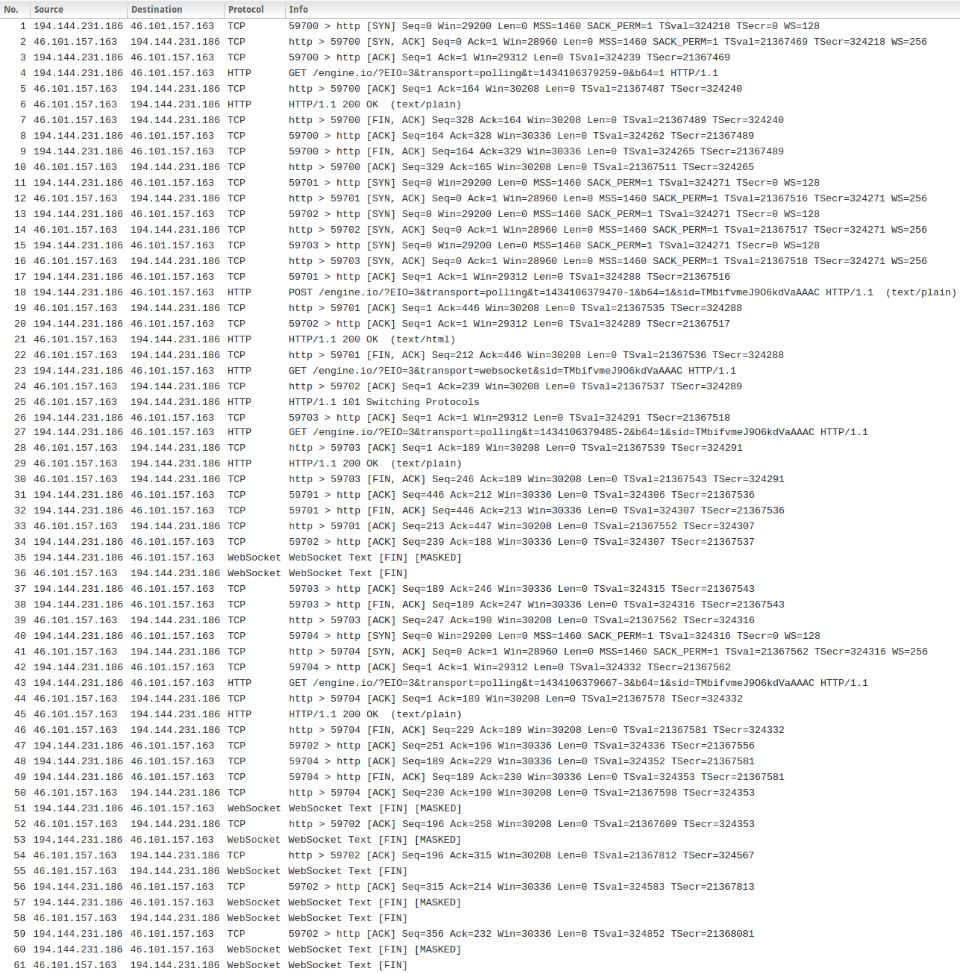 No. Source Destination Protocol Info
1 194.144.231.186 46.101.157.163 TCP 59700 > http [SYN] Seq=0 Win=29200 Len=0 MSS=1460 SACK_PERM=1 TSval=324218 TSecr=0 WS=128
2 46.101.157.163 194.144.231.186 TCP http > 59700 [SYN, ACK] Seq=0 Ack=1 Win=28960 Len=0 MSS=1460 SACK_PERM=1 TSval=21367469 TSecr=324218 WS=256
3 194.144.231.186 46.101.157.163 TCP 59700 > http [ACK] Seq=1 Ack=1 Win=29312 Len=0 TSval=324239 TSecr=21367469
4 194.144.231.186 46.101.157.163 HTTP GET /engine.io/?EIO=3&transport=polling&t=1434106379259-0&b64=1 HTTP/1.1
5 46.101.157.163 194.144.231.186 TCP http > 59700 [ACK] Seq=1 Ack=164 Win=30208 Len=0 TSval=21367487 TSecr=324240
6 46.101.157.163 194.144.231.186 HTTP HTTP/1.1 200 OK (text/plain)
7 46.101.157.163 194.144.231.186 TCP http > 59700 [FIN, ACK] Seq=328 Ack=164 Win=30208 Len=0 TSval=21367489 TSecr=324240
8 194.144.231.186 46.101.157.163 TCP 59700 > http [ACK] Seq=164 Ack=328 Win=30336 Len=0 TSval=324262 TSecr=21367489
9 194.144.231.186 46.101.157.163 TCP 59700 > http [FIN, ACK] Seq=164 Ack=329 Win=30336 Len=0 TSval=324265 TSecr=21367489
10 46.101.157.163 194.144.231.186 TCP http > 59700 [ACK] Seq=329 Ack=165 Win=30208 Len=0 TSval=21367511 TSecr=324265
11 194.144.231.186 46.101.157.163 TCP 59701 > http [SYN] Seq=0 Win=29200 Len=0 MSS=1460 SACK_PERM=1 TSval=324271 TSecr=0 WS=128
12 46.101.157.163 194.144.231.186 TCP http > 59701 [SYN, ACK] Seq=0 Ack=1 Win=28960 Len=0 MSS=1460 SACK_PERM=1 TSval=21367516 TSecr=324271 WS=256
13 194.144.231.186 46.101.157.163 TCP 59702 > http [SYN] Seq=0 Win=29200 Len=0 MSS=1460 SACK_PERM=1 TSval=324271 TSecr=0 WS=128
14 46.101.157.163 194.144.231.186 TCP http > 59702 [SYN, ACK] Seq=0 Ack=1 Win=28960 Len=0 MSS=1460 SACK_PERM=1 TSval=21367517 TSecr=324271 WS=256
15 194.144.231.186 46.101.157.163 TCP 59703 > http [SYN] Seq=0 Win=29200 Len=0 MSS=1460 SACK_PERM=1 TSval=324271 TSecr=0 WS=128
16 46.101.157.163 194.144.231.186 TCP http > 59703 [SYN, ACK] Seq=0 Ack=1 Win=28960 Len=0 MSS=1460 SACK_PERM=1 TSval=21367518 TSecr=324271 WS=256
17 194.144.231.186 46.101.157.163 TCP 59701 > http [ACK] Seq=1 Ack=1 Win=29312 Len=0 TSval=324288 TSecr=21367516
18 194.144.231.186 46.101.157.163 HTTP POST /engine.io/?EIO=3&transport=polling&t=1434106379470-1&b64=1&sid=TMbifvmeJ9O6kdVaAAAC HTTP/1.1 (text/plain)
19 46.101.157.163 194.144.231.186 TCP http > 59701 [ACK] Seq=1 Ack=446 Win=30208 Len=0 TSval=21367535 TSecr=324288
20 194.144.231.186 46.101.157.163 TCP 59702 > http [ACK] Seq=1 Ack=1 Win=29312 Len=0 TSval=324289 TSecr=21367517
21 46.101.157.163 194.144.231.186 HTTP HTTP/1.1 200 OK (text/html)
22 46.101.157.163 194.144.231.186 TCP http > 59701 [FIN, ACK] Seq=212 Ack=446 Win=30208 Len=0 TSval=21367536 TSecr=324288
23 194.144.231.186 46.101.157.163 HTTP GET /engine.io/?EIO=3&transport=websocket&sid=TMbifvmeJ9O6kdVaAAAC HTTP/1.1
24 46.101.157.163 194.144.231.186 TCP http > 59702 [ACK] Seq=1 Ack=239 Win=30208 Len=0 TSval=21367537 TSecr=324289
25 46.101.157.163 194.144.231.186 HTTP HTTP/1.1 101 Switching Protocols
26 194.144.231.186 46.101.157.163 TCP 59703 > http [ACK] Seq=1 Ack=1 Win=29312 Len=0 TSval=324291 TSecr=21367518
27 194.144.231.186 46.101.157.163 HTTP GET /engine.io/?EIO=3&transport=polling&t=1434106379485-2&b64=1&sid=TMbifvmeJ9O6kdVaAAAC HTTP/1.1
28 46.101.157.163 194.144.231.186 TCP http > 59703 [ACK] Seq=1 Ack=189 Win=30208 Len=0 TSval=21367539 TSecr=324291
29 46.101.157.163 194.144.231.186 HTTP HTTP/1.1 200 OK (text/plain)
30 46.101.157.163 194.144.231.186 TCP http > 59703 [FIN, ACK] Seq=246 Ack=189 Win=30208 Len=0 TSval=21367543 TSecr=324291
31 194.144.231.186 46.101.157.163 TCP 59701 > http [ACK] Seq=446 Ack=212 Win=30336 Len=0 TSval=324306 TSecr=21367536
32 194.144.231.186 46.101.157.163 TCP 59701 > http [FIN, ACK] Seq=446 Ack=213 Win=30336 Len=0 TSval=324307 TSecr=21367536
33 46.101.157.163 194.144.231.186 TCP http > 59701 [ACK] Seq=213 Ack=447 Win=30208 Len=0 TSval=21367552 TSecr=324307
34 194.144.231.186 46.101.157.163 TCP 59702 > http [ACK] Seq=239 Ack=188 Win=30336 Len=0 TSval=324307 TSecr=21367537
35 194.144.231.186 46.101.157.163 WebSocket WebSocket Text [FIN] [MASKED]
36 46.101.157.163 194.144.231.186 WebSocket WebSocket Text [FIN]
37 194.144.231.186 46.101.157.163 TCP 59703 > http [ACK] Seq=189 Ack=246 Win=30336 Len=0 TSval=324315 TSecr=21367543
38 194.144.231.186 46.101.157.163 TCP 59703 > http [FIN, ACK] Seq=189 Ack=247 Win=30336 Len=0 TSval=324316 TSecr=21367543
39 46.101.157.163 194.144.231.186 TCP http > 59703 [ACK] Seq=247 Ack=190 Win=30208 Len=0 TSval=21367562 TSecr=324316
40 194.144.231.186 46.101.157.163 TCP 59704 > http [SYN] Seq=0 Win=29200 Len=0 MSS=1460 SACK_PERM=1 TSval=324316 TSecr=0 WS=128
41 46.101.157.163 194.144.231.186 TCP http > 59704 [SYN, ACK] Seq=0 Ack=1 Win=28960 Len=0 MSS=1460 SACK_PERM=1 TSval=21367562 TSecr=324316 WS=256
42 194.144.231.186 46.101.157.163 TCP 59704 > http [ACK] Seq=1 Ack=1 Win=29312 Len=0 TSval=324332 TSecr=21367562
43 194.144.231.186 46.101.157.163 HTTP GET /engine.io/?EIO=3&transport=polling&t=1434106379667-3&b64=1&sid=TMbifvmeJ9O6kdVaAAAC HTTP/1.1
44 46.101.157.163 194.144.231.186 TCP http > 59704 [ACK] Seq=1 Ack=189 Win=30208 Len=0 TSval=21367578 TSecr=324332
45 46.101.157.163 194.144.231.186 HTTP HTTP/1.1 200 OK (text/plain)
46 46.101.157.163 194.144.231.186 TCP http > 59704 [FIN, ACK] Seq=229 Ack=189 Win=30208 Len=0 TSval=21367581 TSecr=324332
47 194.144.231.186 46.101.157.163 TCP 59702 > http [ACK] Seq=251 Ack=196 Win=30336 Len=0 TSval=324336 TSecr=21367556
48 194.144.231.186 46.101.157.163 TCP 59704 > http [ACK] Seq=189 Ack=229 Win=30336 Len=0 TSval=324352 TSecr=21367581
49 194.144.231.186 46.101.157.163 TCP 59704 > http [FIN, ACK] Seq=189 Ack=230 Win=30336 Len=0 TSval=324353 TSecr=21367581
50 46.101.157.163 194.144.231.186 TCP http > 59704 [ACK] Seq=230 Ack=190 Win=30208 Len=0 TSval=21367598 TSecr=324353
51 194.144.231.186 46.101.157.163 WebSocket WebSocket Text [FIN] [MASKED]
52 46.101.157.163 194.144.231.186 TCP http > 59702 [ACK] Seq=196 Ack=258 Win=30208 Len=0 TSval=21367609 TSecr=324353
53 194.144.231.186 46.101.157.163 WebSocket WebSocket Text [FIN] [MASKED]
54 46.101.157.163 194.144.231.186 TCP http > 59702 [ACK] Seq=196 Ack=315 Win=30208 Len=0 TSval=21367812 TSecr=324567
55 46.101.157.163 194.144.231.186 WebSocket WebSocket Text [FIN]
56 194.144.231.186 46.101.157.163 TCP 59702 > http [ACK] Seq=315 Ack=214 Win=30336 Len=0 TSval=324583 TSecr=21367813
57 194.144.231.186 46.101.157.163 WebSocket WebSocket Text [FIN] [MASKED]
58 46.101.157.163 194.144.231.186 WebSocket WebSocket Text [FIN]
59 194.144.231.186 46.101.157.163 TCP 59702 > http [ACK] Seq=356 Ack=232 Win=30336 Len=0 TSval=324852 TSecr=21368081
60 194.144.231.186 46.101.157.163 WebSocket WebSocket Text [FIN] [MASKED]
61 46.101.157.163 194.144.231.186 WebSocket WebSocket Text [FIN]